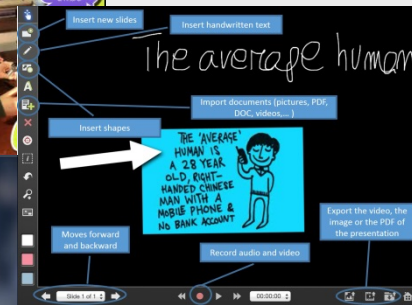 Insert new slides
Insert handwritten text
The average human
Import documents (pictures, PDF,
DOC, videos,... )
Insert shapes
THE 'AVERAGE'
HUMAN IS
A 28 YEAR
OLD, RIGHT-
HANDED CHINESE
MAN WITH A
MOBILE PHONE &
NO BANK ACCOUNT
Moves forward
and backward
Record audio and video
Export the video, the
image or the PDF of
the presentation
Slide 1 of 1
00:00:00